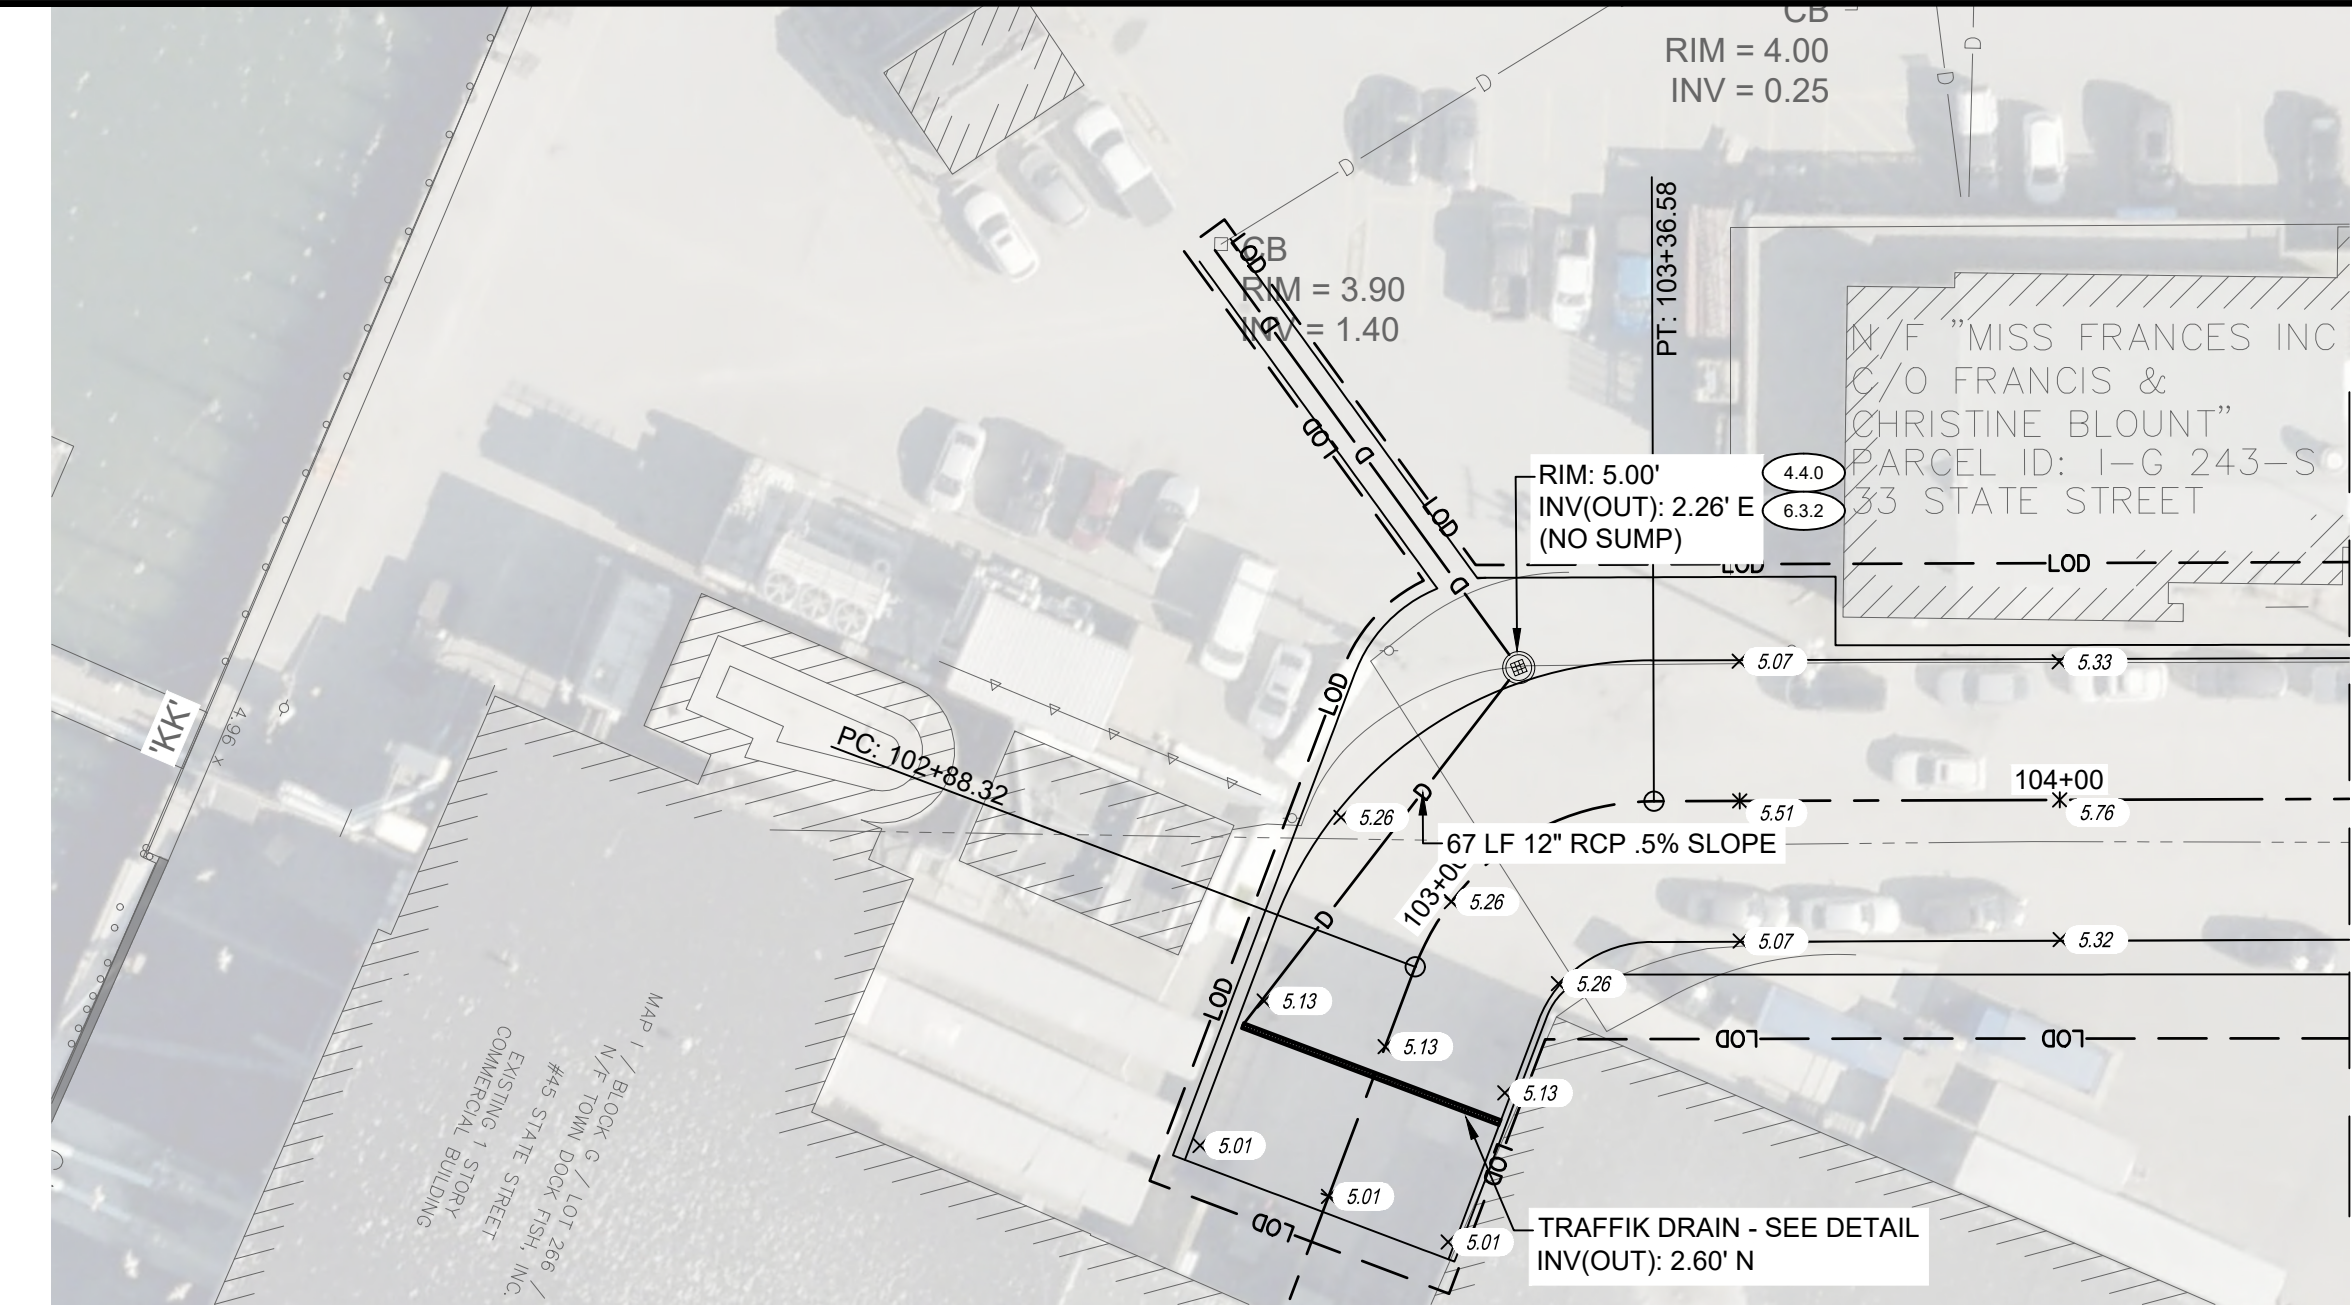 CB
RIM = 4.00
INV = 0.25
D
D
D
D
CB
RIM = 3.90
INV = 1.40
LOD
D
LOD
D
LOD
D
PT: 103+36.58
N/F "MISS FRANCES INC
C/O FRANCIS &
CHRISTINE BLOUNT"
PARCEL ID: I-G 243-S
33 STATE STREET
RIM: 5.00'
INV(OUT): 2.26' E
(NO SUMP)
4.4.0
6.3.2
LOD
LOD
5.07
5.33
LOD
'KK'
4.96
PC: 102+88.32
104+00
5.51
5.76
D
5.26
67 LF 12" RCP .5% SLOPE
103+00
5.26
D
5.07
5.32
5.26
LOD
5.13
5.13
5.13
LOD
LOD
5.01
5.01
5.01
LOD
LOD
TRAFFIK DRAIN - SEE DETAIL
INV(OUT): 2.60' N
MAP I / BLOCK G / LOT 266 /
N/F TOWN DOCK FISH, INC.
#45 STATE STREET
EXISTING 1 STORY
COMMERCIAL BUILDING